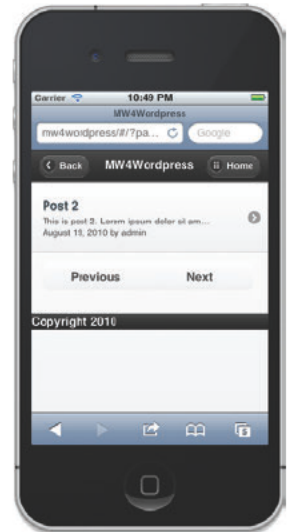 Carrier 10:49 PM
MW4Wordpress
mw4wordpress/#/?pa... Google
Back MW4Wordpress Home
Post 2
This is post 2. Lorem ipsum dolor sit am...
August 11, 2010 by admin
Previous Next
Copyright 2010